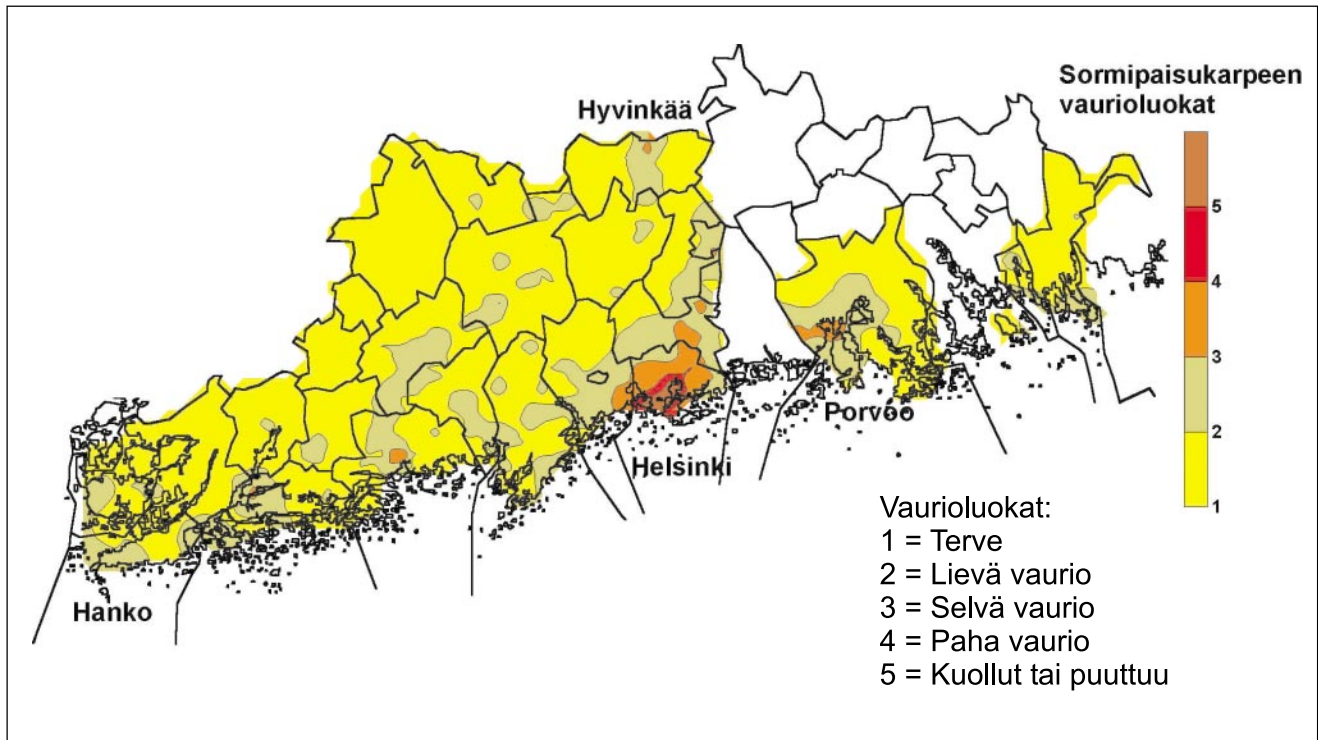 Sormipaisukarpeen
vaurioluokat
Hyvinkää
5
4
3
2
1
Porvoo
Helsinki
Hanko
Vaurioluokat:
1 = Terve
2 = Lievä vaurio
3 = Selvä vaurio
4 = Paha vaurio
5 = Kuollut tai puuttuu